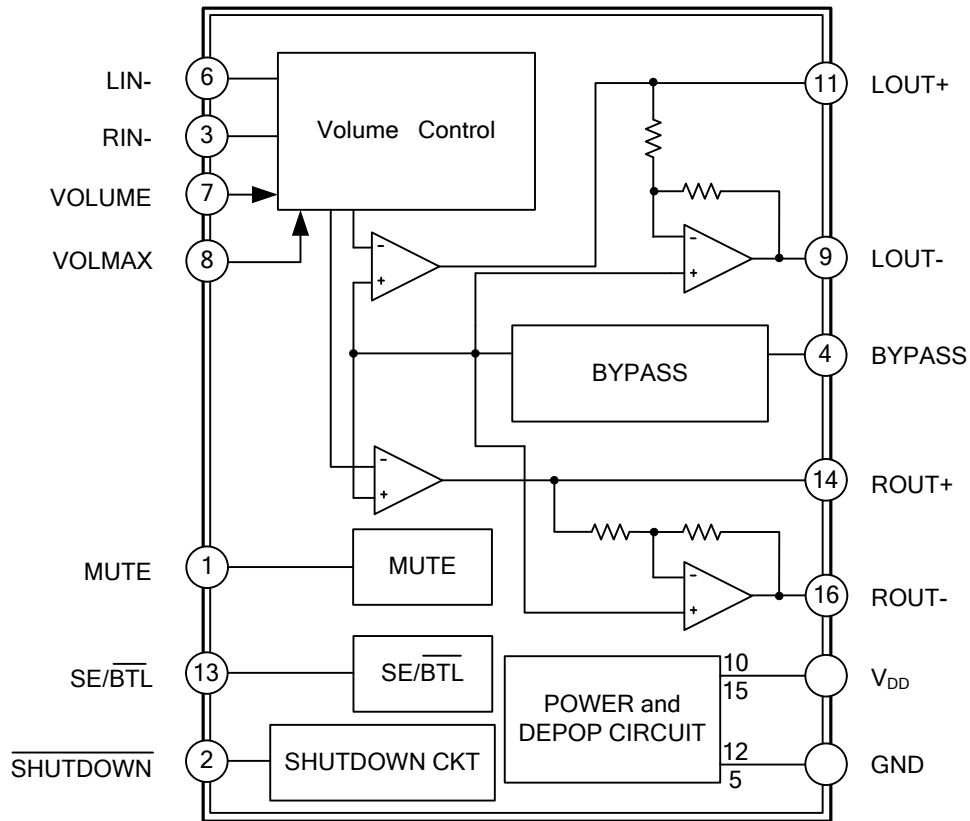 LIN-
6
RIN-
3
VOLUME
7
VOLMAX
8
Volume Control
-
+
-
+
11
LOUT+
9
LOUT-
BYPASS
4
BYPASS
-
+
14
ROUT+
-
+
16
ROUT-
MUTE
1
MUTE
SE/BTL
13
SE/BTL
SHUTDOWN
2
SHUTDOWN CKT
POWER and
DEPOP CIRCUIT
10
15
VDD
12
5
GND